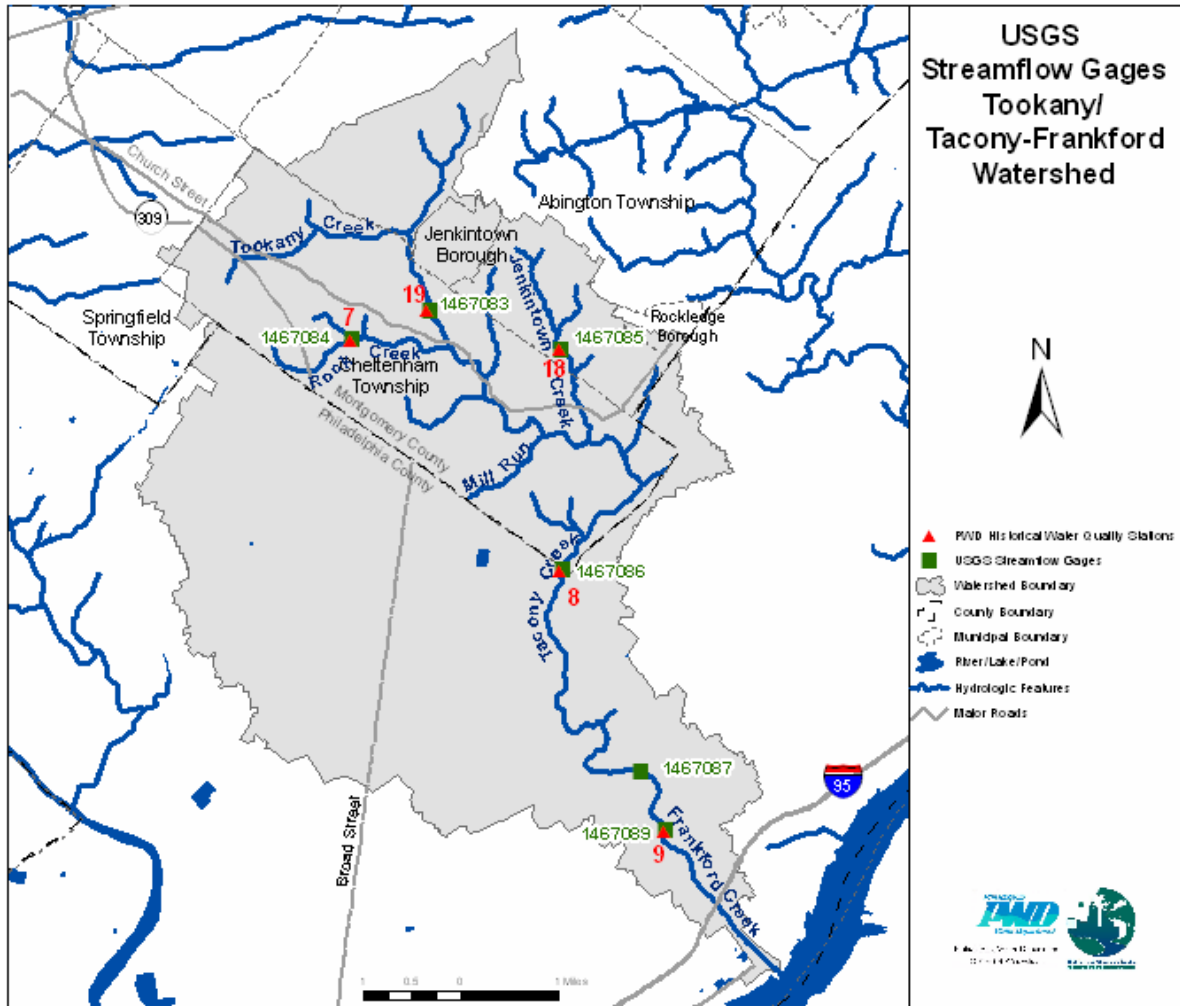 USGS
Streamflow Gages
Tookany/
Tacony-Frankford
Watershed
Church Street
309
Abington Township
Tookany Creek
Jenkintown
Borough
Jenkintown Creek
19
1467083
7
Springfield
Township
1467084
Rock Creek
Cheltenham
Township
1467085
18
Rockledge
Borough
Montgomery County
Philadelphia County
Mill Run
N
1467086
8
Tacony Creek
PWD Historical Water Quality Stations
USGS Streamflow Gages
Watershed Boundary
County Boundary
Municipal Boundary
River/Lake/Pond
Hydrologic Features
Major Roads
1467087
95
1467089
9
Frankford Creek
Broad Street
1 0.5 0 1 Miles
PWD